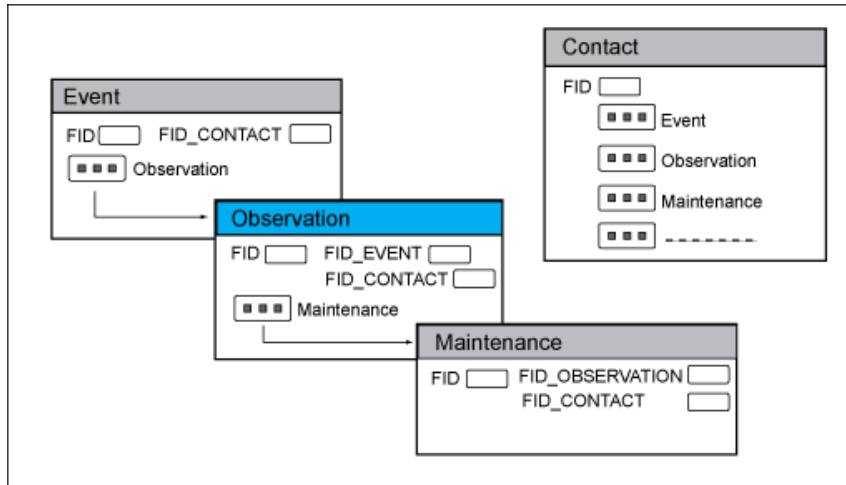 Contact
FID
Event
Observation
Maintenance
Event
FID FID_CONTACT
Observation
Observation
FID FID_EVENT
FID_CONTACT
Maintenance
Maintenance
FID FID_OBSERVATION
FID_CONTACT